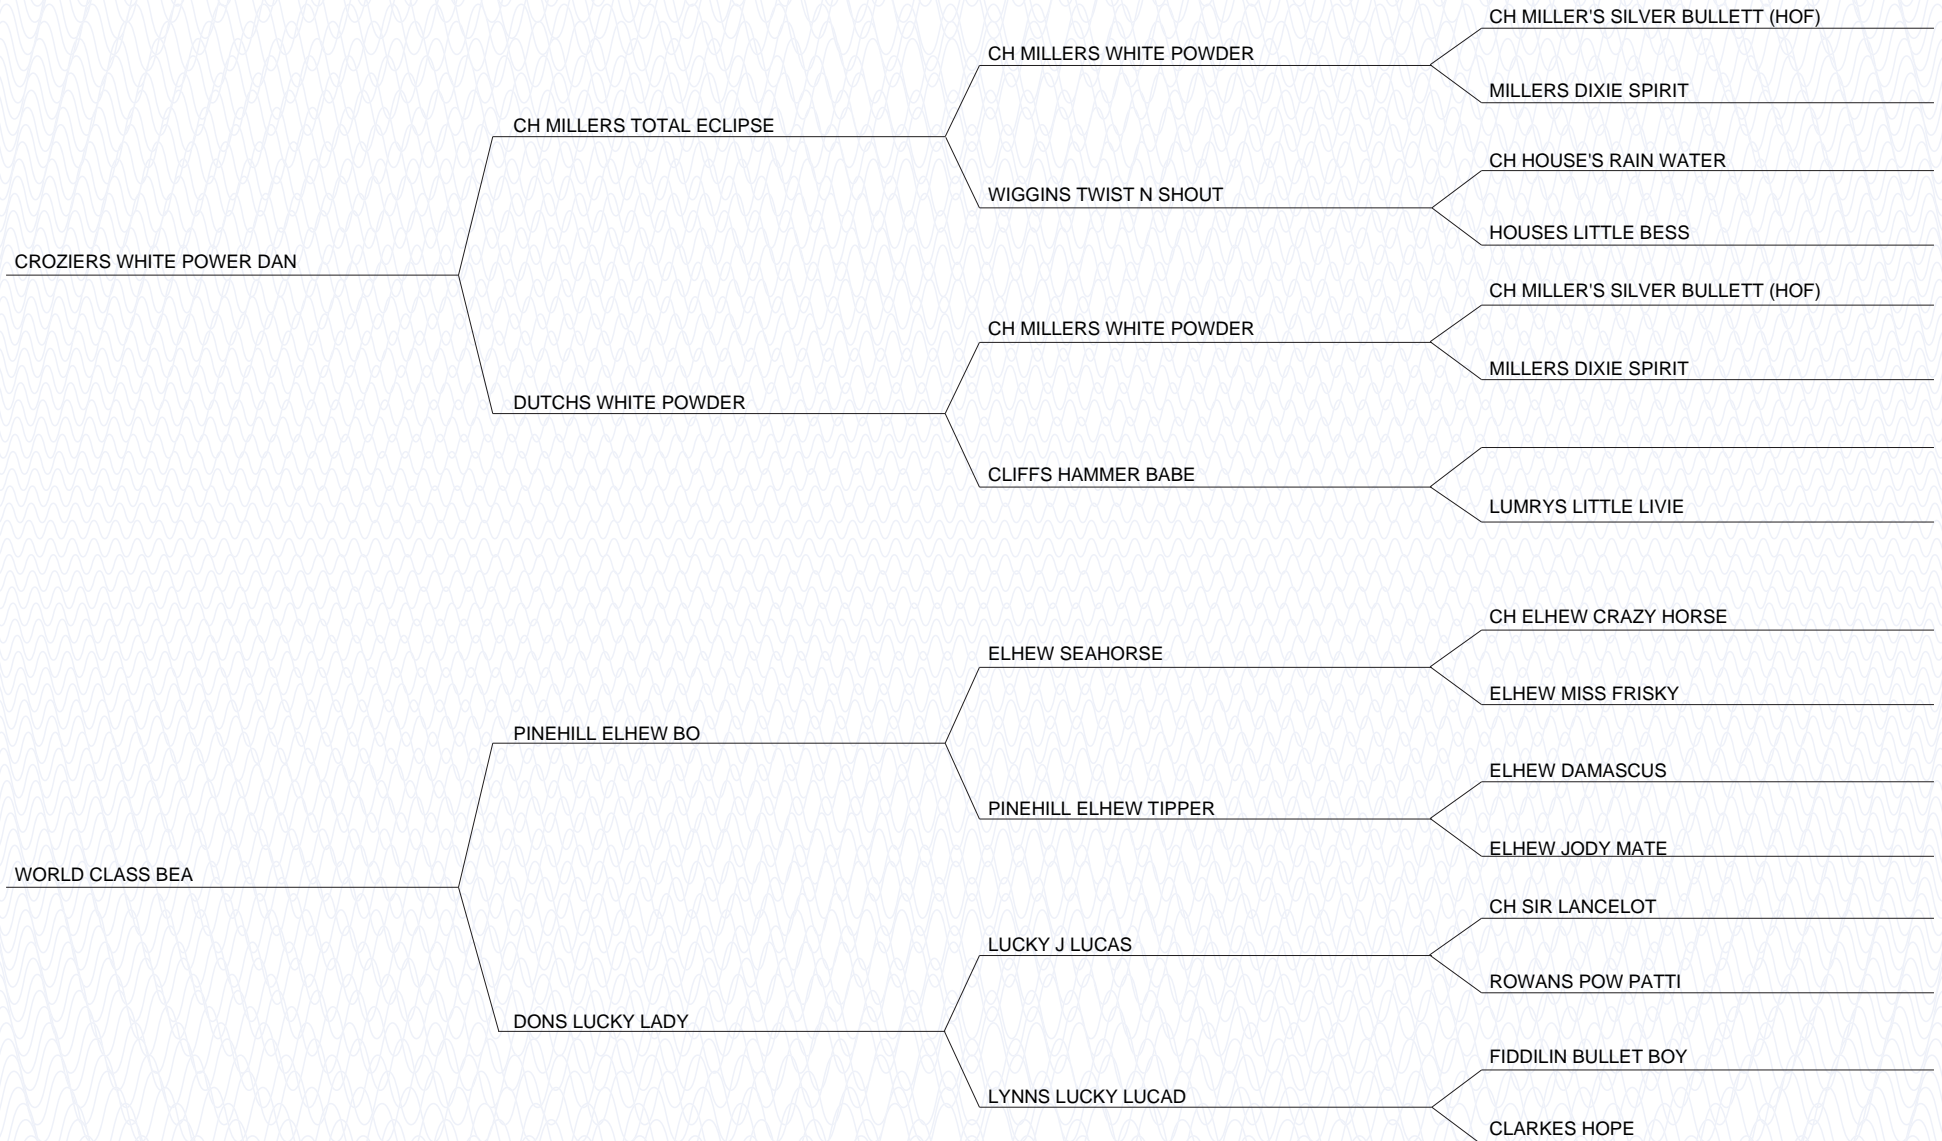 CROZIERS WHITE POWER DAN
CH MILLERS TOTAL ECLIPSE
CH MILLERS WHITE POWDER
CH MILLER'S SILVER BULLETT (HOF)
MILLERS DIXIE SPIRIT
WIGGINS TWIST N SHOUT
CH HOUSE'S RAIN WATER
HOUSES LITTLE BESS
DUTCHS WHITE POWDER
CH MILLERS WHITE POWDER
CH MILLER'S SILVER BULLETT (HOF)
MILLERS DIXIE SPIRIT
CLIFFS HAMMER BABE
LUMRYS LITTLE LIVIE
WORLD CLASS BEA
PINEHILL ELHEW BO
ELHEW SEAHORSE
CH ELHEW CRAZY HORSE
ELHEW MISS FRISKY
PINEHILL ELHEW TIPPER
ELHEW DAMASCUS
ELHEW JODY MATE
DONS LUCKY LADY
LUCKY J LUCAS
CH SIR LANCELOT
ROWANS POW PATTI
LYNNS LUCKY LUCAD
FIDDILIN BULLET BOY
CLARKES HOPE